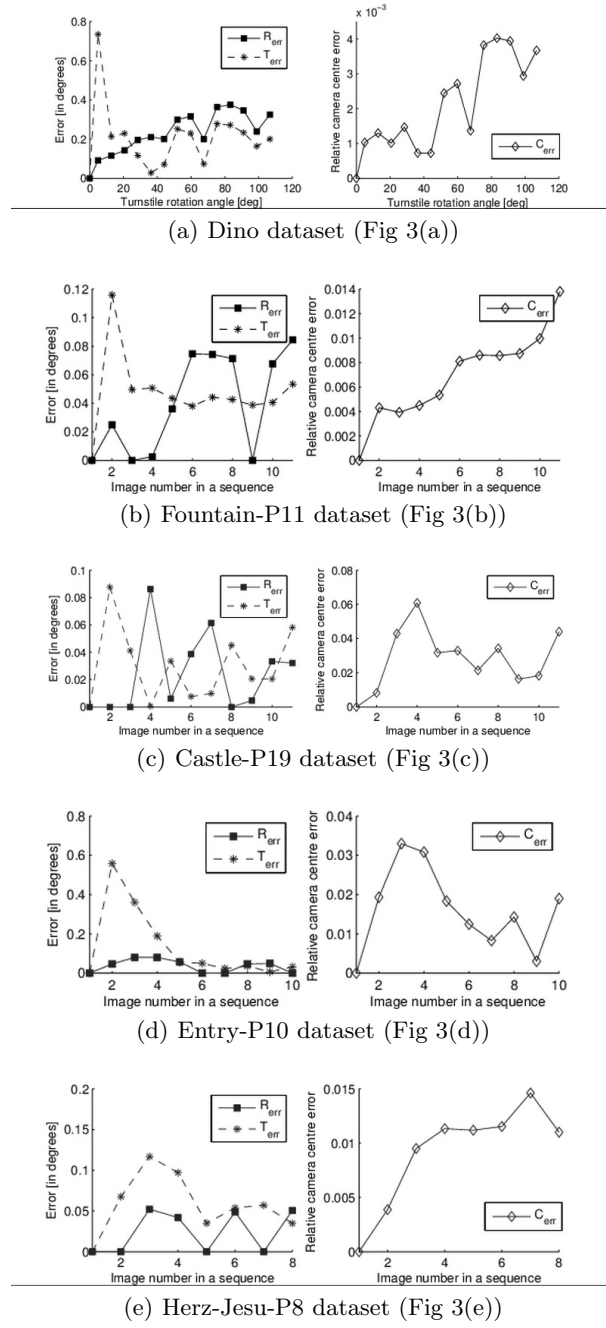 x 10⁻³
Error [in degrees]
0.8
0.6
0.4
0.2
0
R_err
T_err
0 20 40 60 80 100 120
Turnstile rotation angle [deg]
Relative camera centre error
4
3
2
1
0
C_err
0 20 40 60 80 100 120
Turnstile rotation angle [deg]
(a) Dino dataset (Fig 3(a))
Error [in degrees]
0.12
0.1
0.08
0.06
0.04
0.02
0
R_err
T_err
2 4 6 8 10
Image number in a sequence
Relative camera centre error
0.014
0.012
0.01
0.008
0.006
0.004
0.002
0
C_err
2 4 6 8 10
Image number in a sequence
(b) Fountain-P11 dataset (Fig 3(b))
Error [in degrees]
0.1
0.08
0.06
0.04
0.02
0
R_err
T_err
2 4 6 8 10
Image number in a sequence
Relative camera centre error
0.08
0.06
0.04
0.02
0
C_err
2 4 6 8 10
Image number in a sequence
(c) Castle-P19 dataset (Fig 3(c))
Error [in degrees]
0.8
0.6
0.4
0.2
0
R_err
T_err
2 4 6 8 10
Image number in a sequence
Relative camera centre error
0.04
0.03
0.02
0.01
0
C_err
2 4 6 8 10
Image number in a sequence
(d) Entry-P10 dataset (Fig 3(d))
Error [in degrees]
0.2
0.15
0.1
0.05
0
R_err
T_err
2 4 6 8
Image number in a sequence
Relative camera centre error
0.015
0.01
0.005
0
C_err
2 4 6 8
Image number in a sequence
(e) Herz-Jesu-P8 dataset (Fig 3(e))